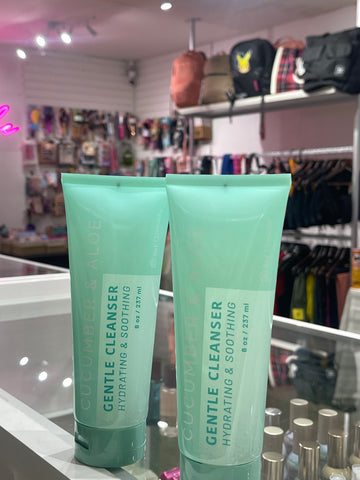 CUCUMBER & ALOE
GENTLE CLEANSER
HYDRATING & SOOTHING
8 oz / 237 ml
CUCUMBER & ALOE
GENTLE CLEANSER
HYDRATING & SOOTHING
8 oz / 237 ml